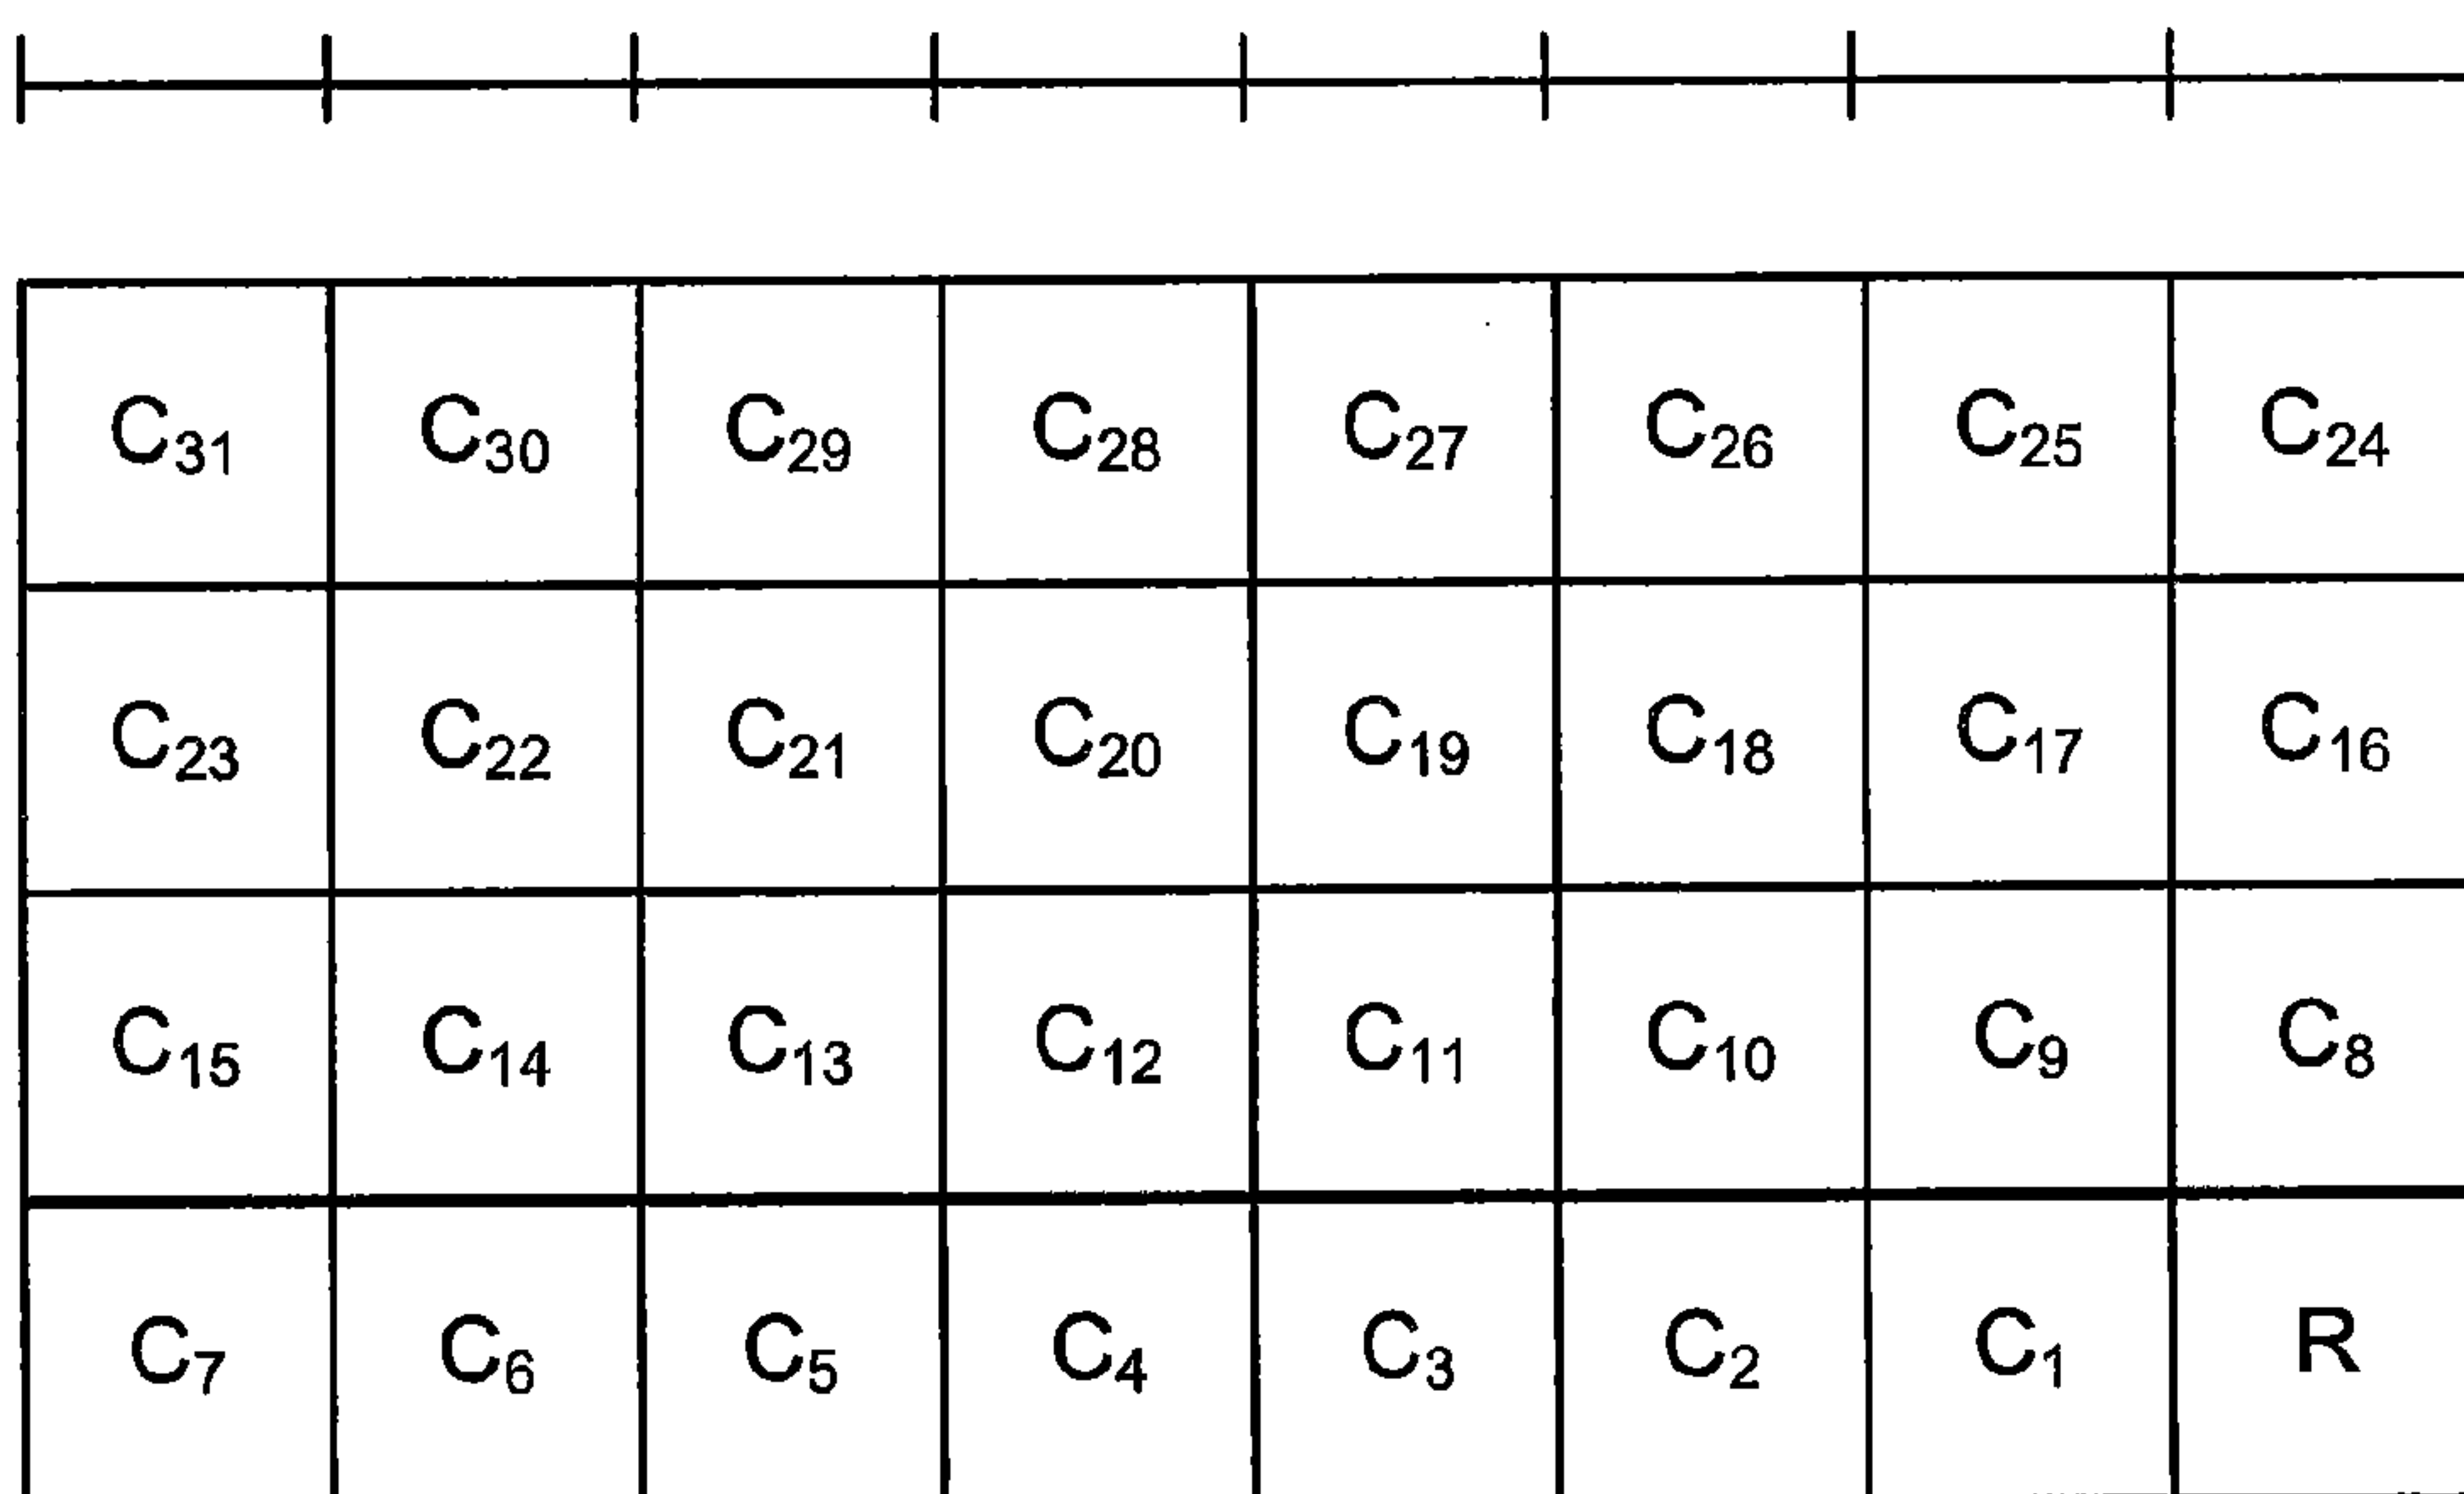 C₃₁ C₃₀ C₂₉ C₂₈ C₂₇ C₂₆ C₂₅ C₂₄
C₂₃ C₂₂ C₂₁ C₂₀ C₁₉ C₁₈ C₁₇ C₁₆
C₁₅ C₁₄ C₁₃ C₁₂ C₁₁ C₁₀ C₉ C₈
C₇ C₆ C₅ C₄ C₃ C₂ C₁ R